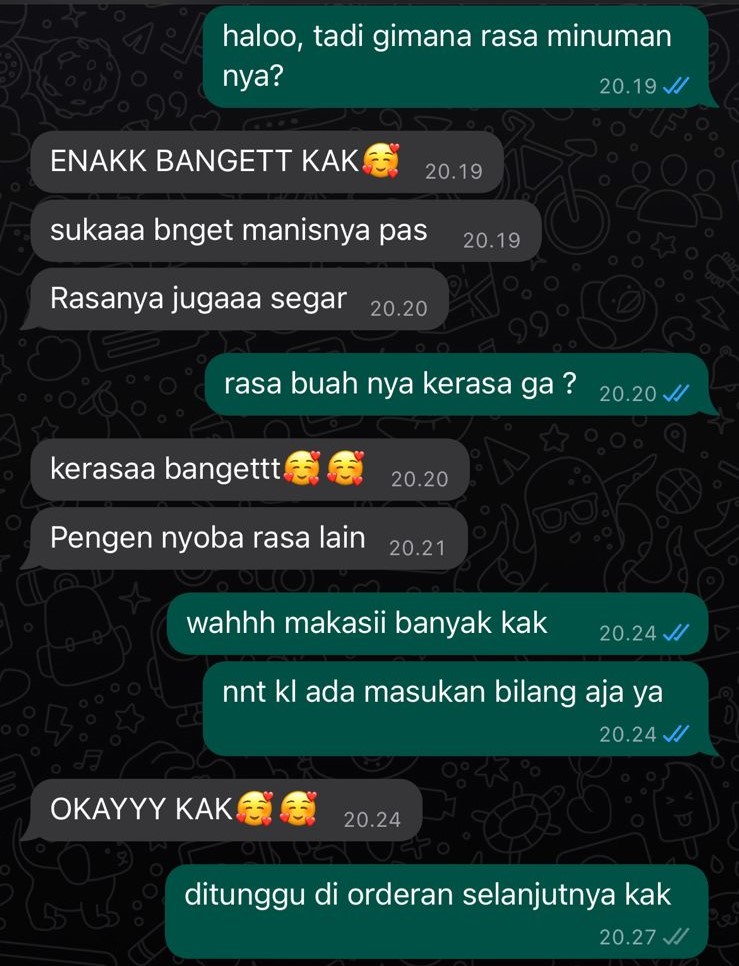 haloo, tadi gimana rasa minuman
nya?
20.19
ENAKK BANGETT KAK🥰 20.19
sukaaa bnget manisnya pas 20.19
Rasanya jugaaa segar 20.20
rasa buah nya kerasa ga ? 20.20
kerasaa bangettt🥰🥰 20.20
Pengen nyoba rasa lain 20.21
wahhh makasii banyak kak 20.24
nnt kl ada masukan bilang aja ya
20.24
OKAYYY KAK🥰🥰 20.24
ditunggu di orderan selanjutnya kak
20.27